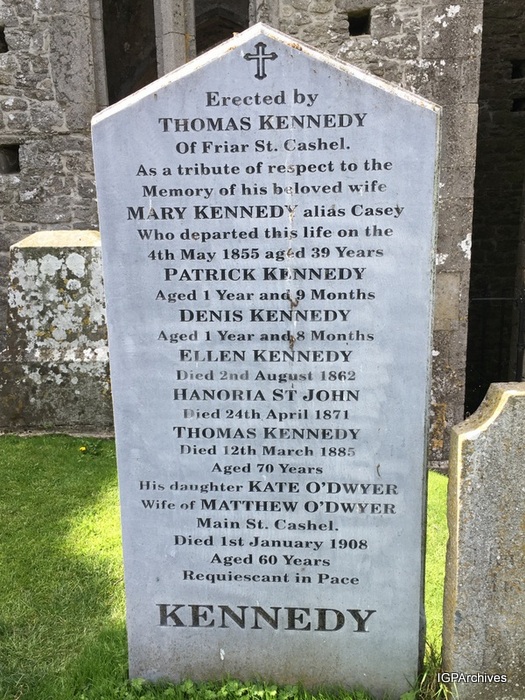 Erected by
THOMAS KENNEDY
Of Friar St. Cashel.
As a tribute of respect to the
Memory of his beloved wife
MARY KENNEDY alias Casey
Who departed this life on the
4th May 1855 aged 39 Years
PATRICK KENNEDY
Aged 1 Year and 9 Months
DENIS KENNEDY
Aged 1 Year and 8 Months
ELLEN KENNEDY
Died 2nd August 1862
HANORIA ST JOHN
Died 24th April 1871
THOMAS KENNEDY
Died 12th March 1885
Aged 70 Years
His daughter KATE O'DWYER
Wife of MATTHEW O'DWYER
Main St. Cashel.
Died 1st January 1908
Aged 60 Years
Requiescant in Pace
KENNEDY
IGPArchives